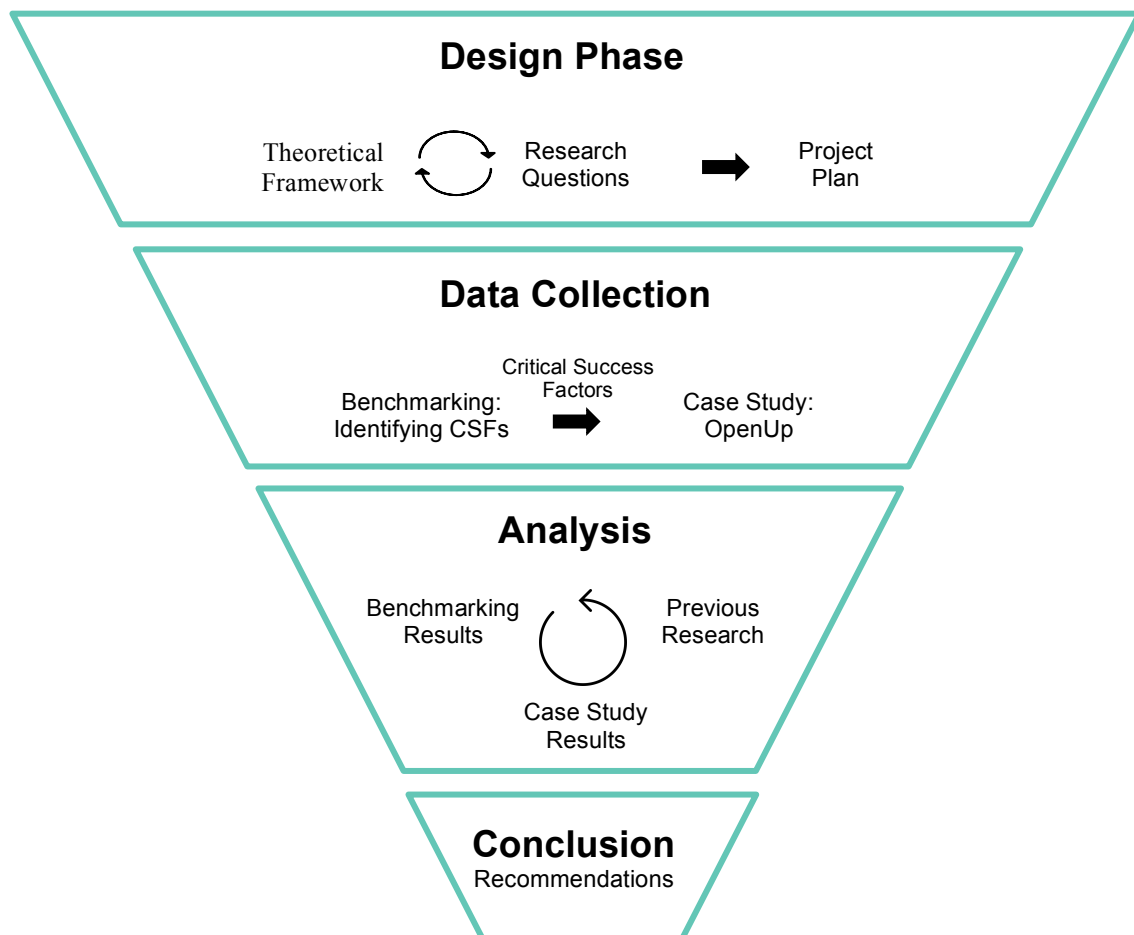 Design Phase
Theoretical
Framework
Research
Questions
Project
Plan
Data Collection
Benchmarking:
Identifying CSFs
Critical Success
Factors
Case Study:
OpenUp
Analysis
Benchmarking
Results
Previous
Research
Case Study
Results
Conclusion
Recommendations